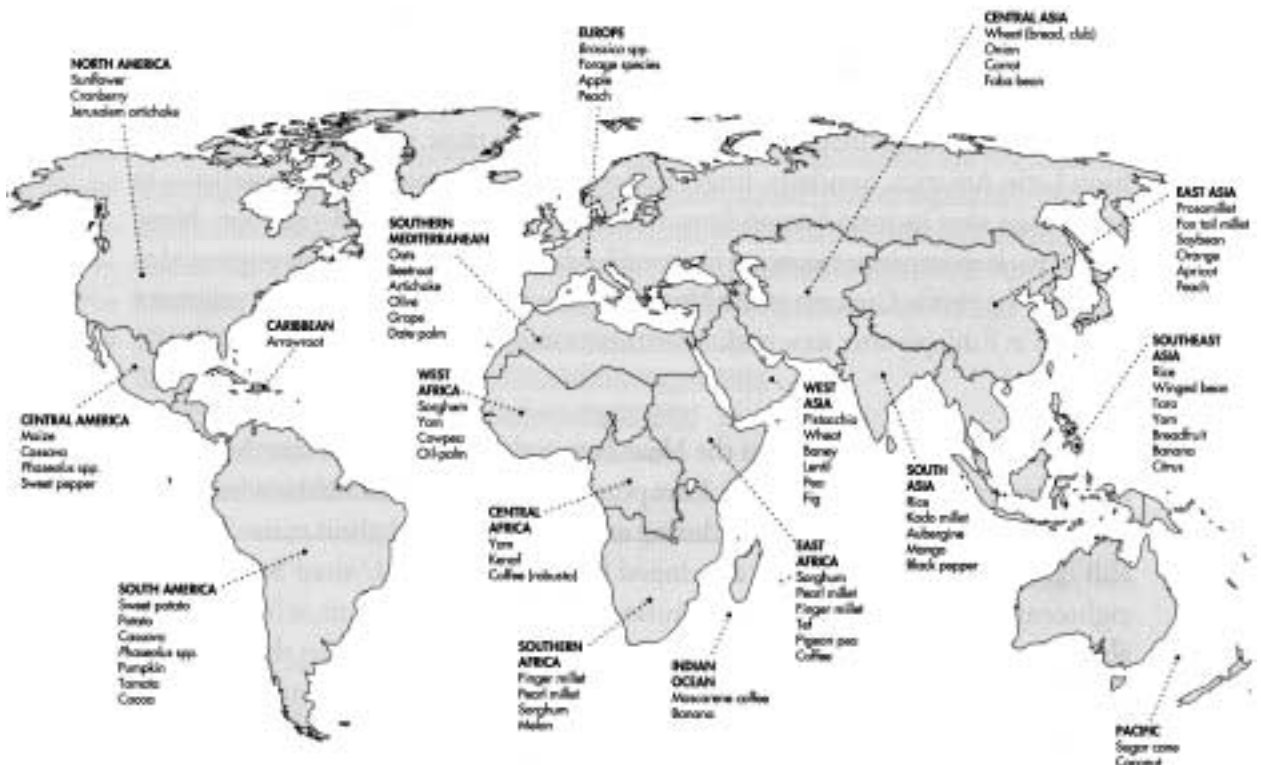 NORTH AMERICA
Sunflower
Cranberry
Jerusalem artichoke
EUROPE
Brassica spp.
Forage species
Apple
Peach
CENTRAL ASIA
Wheat (bread, club)
Onion
Carrot
Faba bean
EAST ASIA
Prosomillet
Fox tail millet
Soybean
Orange
Apricot
Peach
SOUTHERN
MEDITERRANEAN
Oats
Beetroot
Artichoke
Olive
Grape
Date palm
CARIBBEAN
Arrowroot
SOUTHEAST
ASIA
Rice
Winged bean
Taro
Yam
Breadfruit
Banana
Citrus
WEST
AFRICA
Sorghum
Yam
Cowpea
Oil-palm
WEST
ASIA
Pistacchio
Wheat
Barley
Lentil
Pea
Fig
CENTRAL AMERICA
Maize
Cassava
Phaseolus spp.
Sweet pepper
SOUTH
ASIA
Rice
Kodo millet
Aubergine
Mango
Black pepper
CENTRAL
AFRICA
Yam
Kenaf
Coffee (robusta)
EAST
AFRICA
Sorghum
Pearl millet
Finger millet
Tef
Pigeon pea
Coffee
SOUTH AMERICA
Sweet potato
Potato
Cassava
Phaseolus spp.
Pumpkin
Tomato
Cocoa
SOUTHERN
AFRICA
Finger millet
Pearl millet
Sorghum
Melon
INDIAN
OCEAN
Mascarene coffee
Banana
PACIFIC
Sugar cane
Coconut